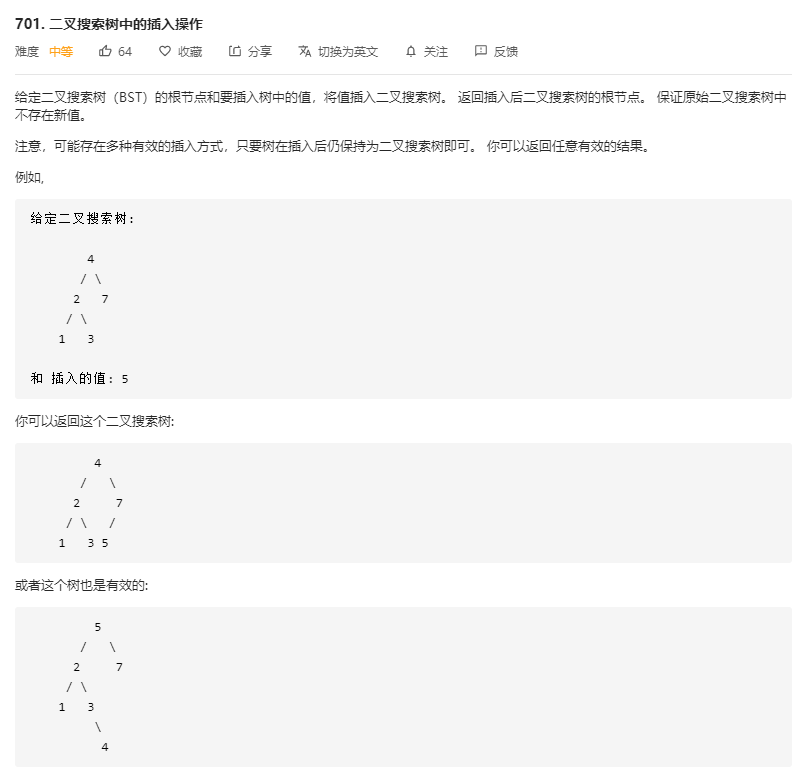 701. 二叉搜索树中的插入操作
难度 中等 64 收藏 分享 切换为英文 关注 反馈
给定二叉搜索树（BST）的根节点和要插入树中的值，将值插入二叉搜索树。 返回插入后二叉搜索树的根节点。 保证原始二叉搜索树中
不存在新值。
注意，可能存在多种有效的插入方式，只要树在插入后仍保持为二叉搜索树即可。 你可以返回任意有效的结果。
例如,
给定二叉搜索树:
4
/ \
2 7
/ \
1 3
和 插入的值: 5
你可以返回这个二叉搜索树:
4
/ \
2 7
/ \ /
1 3 5
或者这个树也是有效的:
5
/ \
2 7
/ \
1 3
\
4